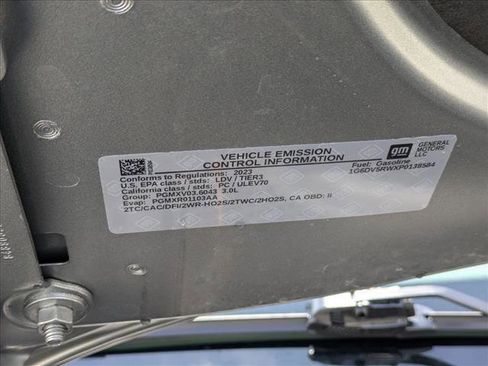 VEHICLE EMISSION
CONTROL INFORMATION
gm
GENERAL
MOTORS
LLC
Conforms to Regulations: 2023
Fuel: Gasoline
U.S. EPA class / stds: LDV / TIER3
1G6DV5RWXP0138584
California class / stds: PC / ULEV70
Group: PGMXV03.6043 3.0L
Evap: PGMXR01103AA
2TC/CAC/DFI/2WR-HO2S/2TWC/2HO2S, CA OBD: II